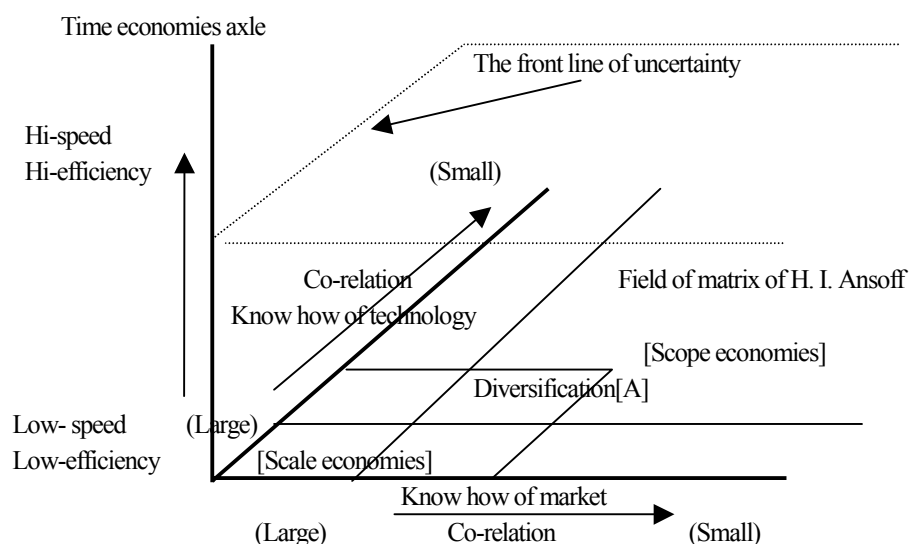 Time economies axle
The front line of uncertainty
Hi-speed
Hi-efficiency
(Small)
Co-relation
Know how of technology
Field of matrix of H. I. Ansoff
[Scope economies]
Diversification[A]
Low- speed
(Large)
Low-efficiency
[Scale economies]
Know how of market
(Large)
Co-relation
(Small)